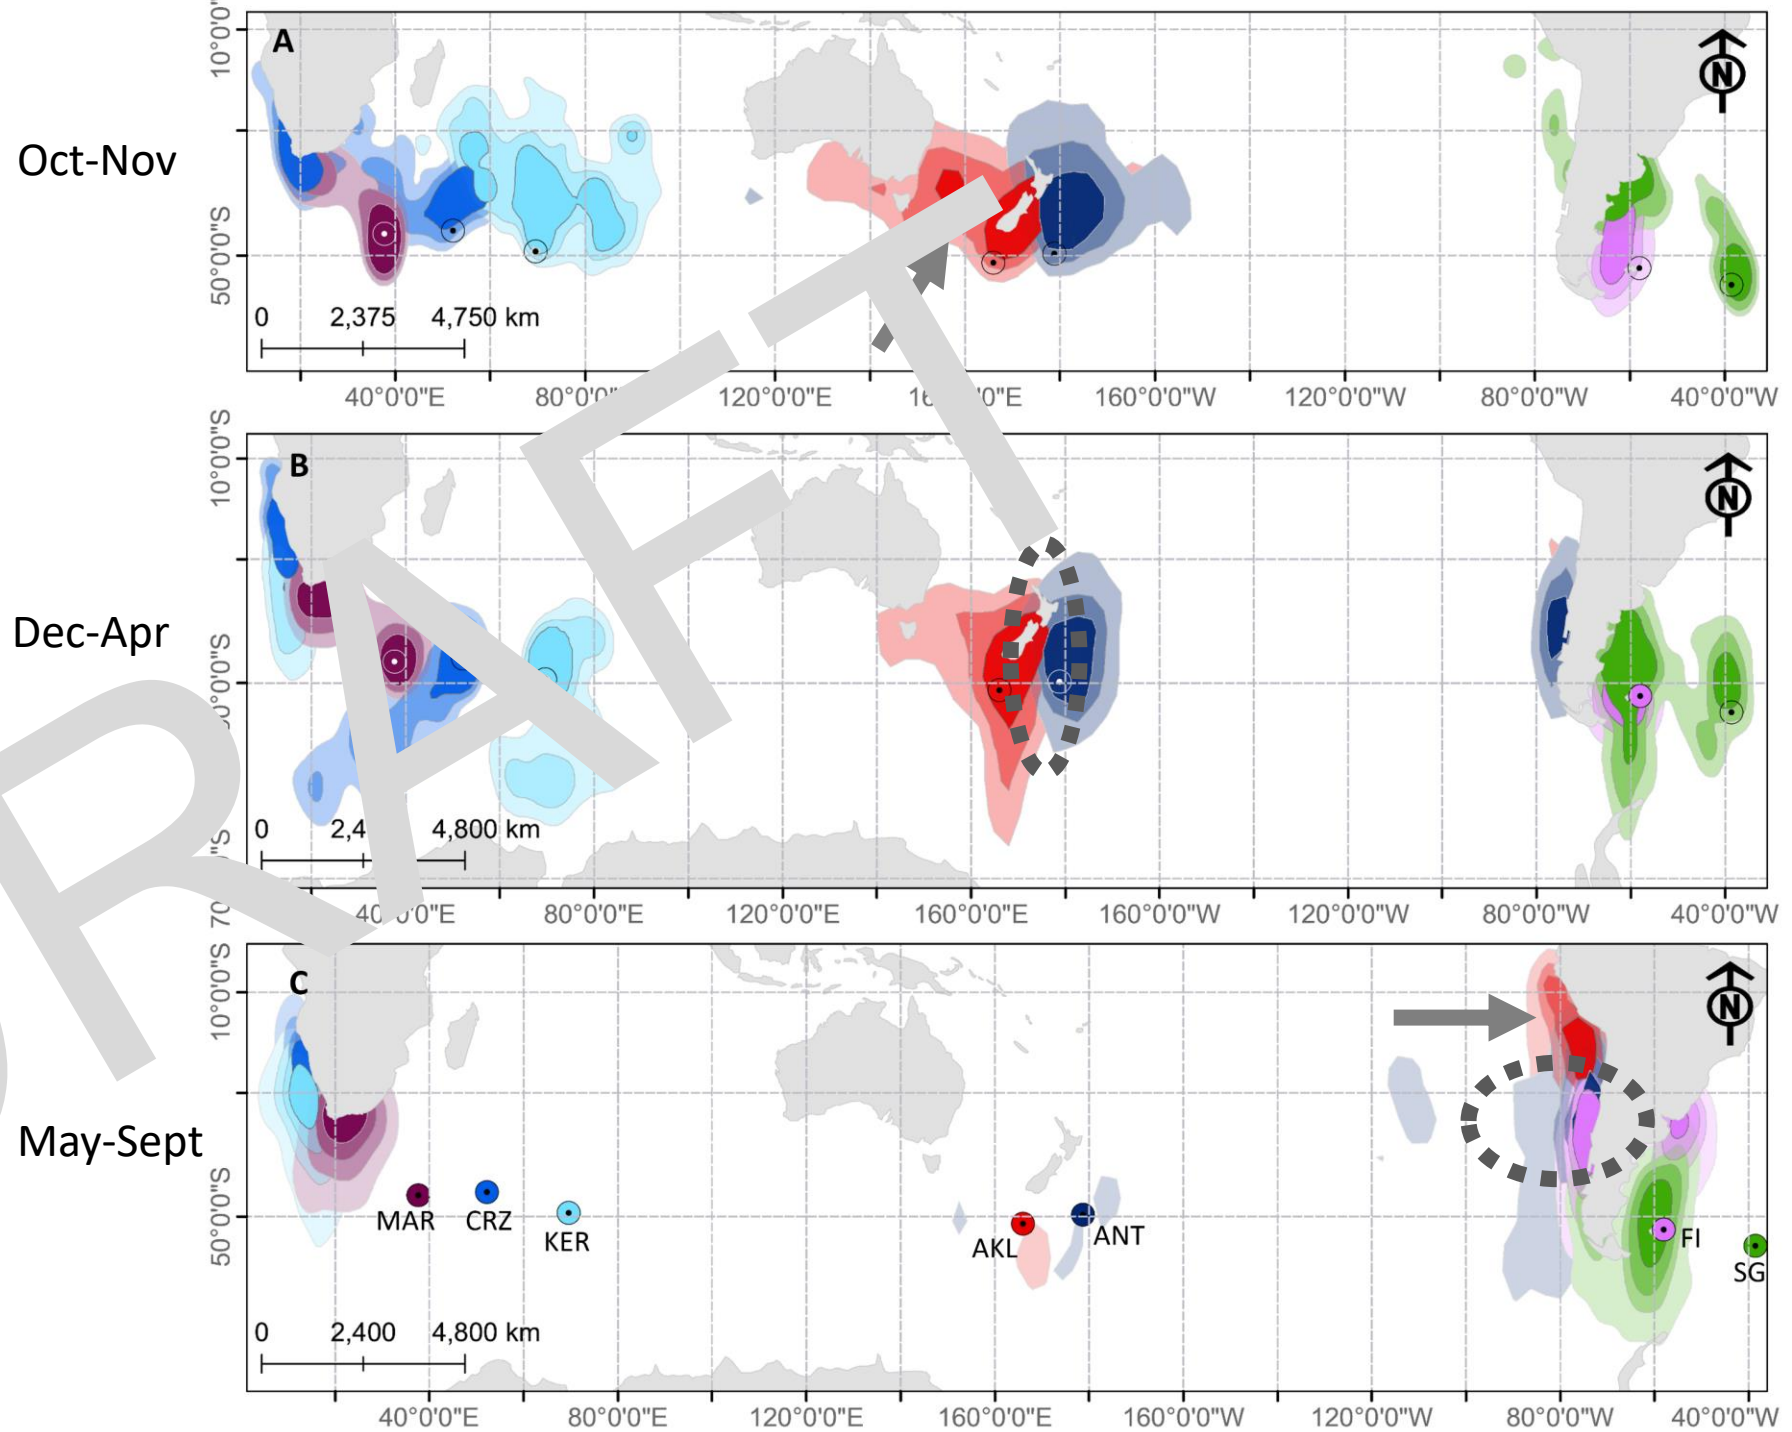 Oct-Nov
A
N
10°0'0"
50°0'0"S
0 2,375 4,750 km
40°0'0"E 80°0'0"E 120°0'0"E 160°0'0"W 120°0'0"W 80°0'0"W 40°0'0"W
Dec-Apr
B
N
10°0'0"S
0 4,800 km
80°0'0"E 120°0'0"E 160°0'0"E 160°0'0"W 120°0'0"W 80°0'0"W 40°0'0"W
May-Sept
C
N
10°0'0"S
50°0'0"S
MAR CRZ KER AKL ANT FI SG
0 2,400 4,800 km
40°0'0"E 80°0'0"E 120°0'0"E 160°0'0"E 160°0'0"W 120°0'0"W 80°0'0"W 40°0'0"W
RAFT